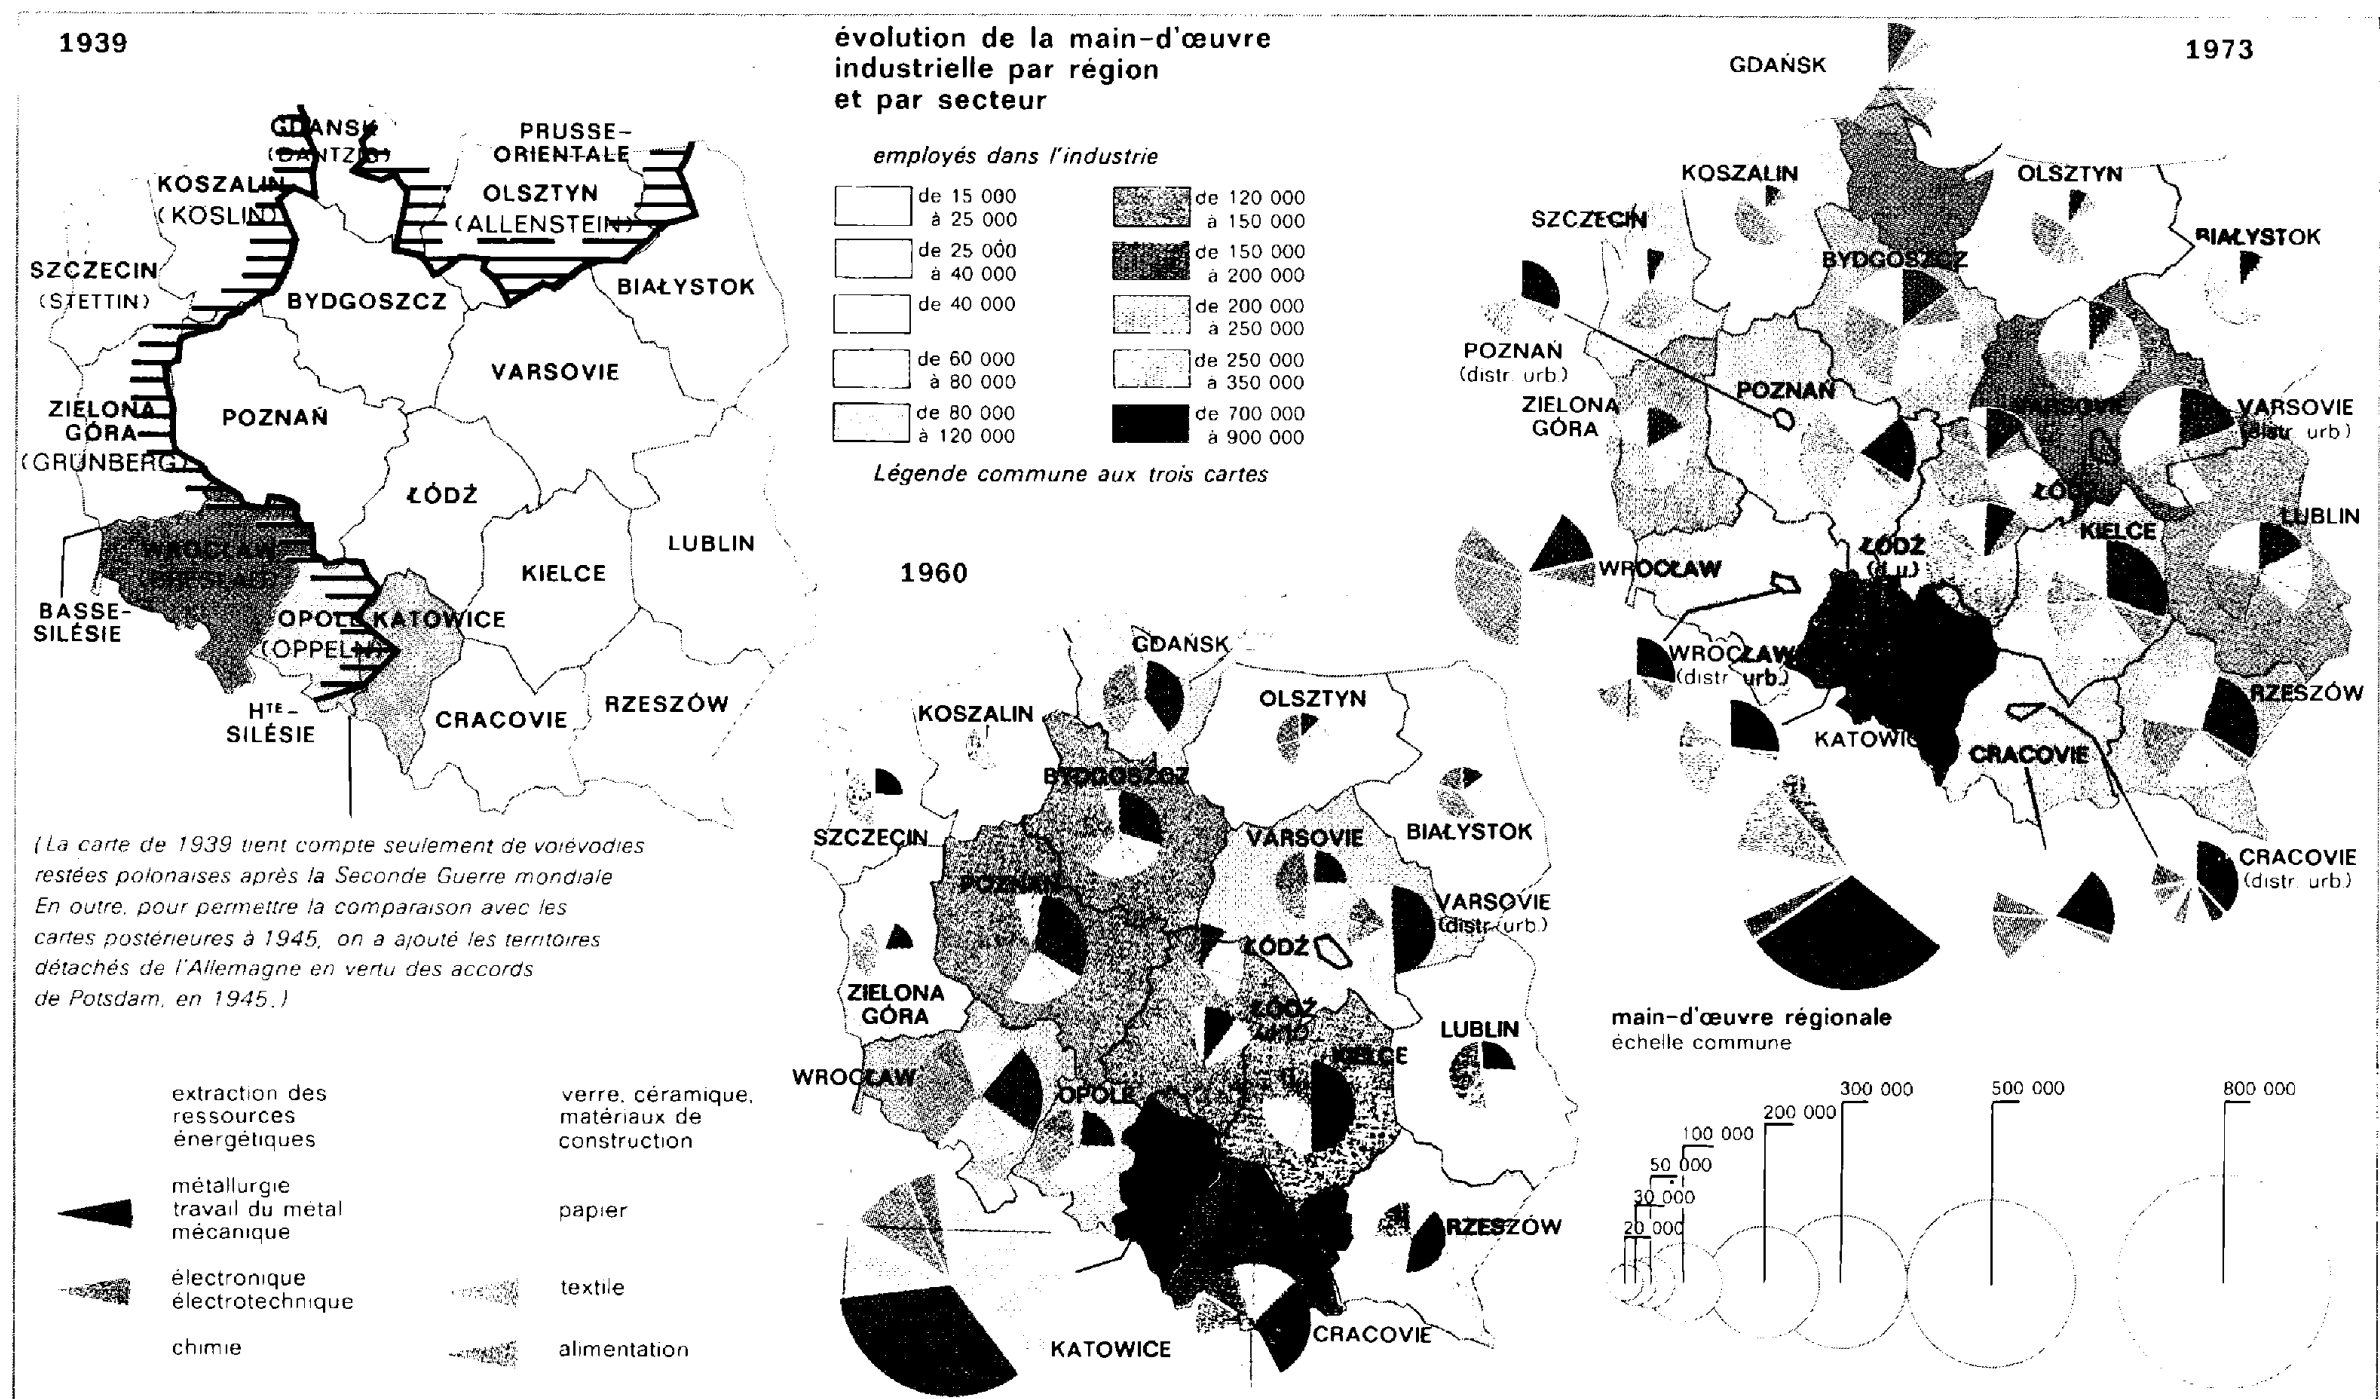 1939
GDANSK
(DANTZIG)
PRUSSE-
ORIENTALE
KOSZALIN
(KÖSLIN)
OLSZTYN
(ALLENSTEIN)
SZCZECIN
(STETTIN)
BYDGOSZCZ
BIAŁYSTOK
VARSOVIE
ZIELONA
GÓRA
(GRÜNBERG)
POZNAŃ
ŁÓDŹ
LUBLIN
WROCŁAW
KIELCE
BASSE-
SILÉSIE
OPOLE
(OPPELN)
KATOWICE
HTE-
SILÉSIE
CRACOVIE
RZESZÓW
(La carte de 1939 tient compte seulement de voïévodies
restées polonaises après la Seconde Guerre mondiale
En outre, pour permettre la comparaison avec les
cartes postérieures à 1945, on a ajouté les territoires
détachés de l'Allemagne en vertu des accords
de Potsdam, en 1945.)
extraction des
ressources
énergétiques
métallurgie
travail du métal
mécanique
électronique
électrotechnique
chimie
verre, céramique,
matériaux de
construction
papier
textile
alimentation
évolution de la main-d'œuvre
industrielle par région
et par secteur
employés dans l'industrie
de 15 000
à 25 000
de 25 000
à 40 000
de 40 000
de 60 000
à 80 000
de 80 000
à 120 000
de 120 000
à 150 000
de 150 000
à 200 000
de 200 000
à 250 000
de 250 000
à 350 000
de 700 000
à 900 000
Légende commune aux trois cartes
1960
GDAŃSK
KOSZALIN
OLSZTYN
BYDGOSZCZ
SZCZECIN
VARSOVIE
BIAŁYSTOK
POZNAŃ
VARSOVIE
(distr. urb.)
ŁÓDŹ
ZIELONA
GÓRA
ŁÓDŹ
LUBLIN
KIELCE
WROCŁAW
OPOLE
RZESZÓW
CRACOVIE
KATOWICE
1973
GDAŃSK
KOSZALIN
OLSZTYN
SZCZECIN
BIAŁYSTOK
BYDGOSZCZ
POZNAŃ
(distr. urb.)
POZNAŃ
ZIELONA
GÓRA
VARSOVIE
VARSOVIE
(distr. urb.)
ŁÓDŹ
LUBLIN
KIELCE
ŁÓDŹ
(d.u.)
WROCŁAW
WROCŁAW
(distr. urb.)
RZESZÓW
KATOWIC
CRACOVIE
CRACOVIE
(distr. urb.)
main-d'œuvre régionale
échelle commune
20 000
30 000
50 000
100 000
200 000
300 000
500 000
800 000